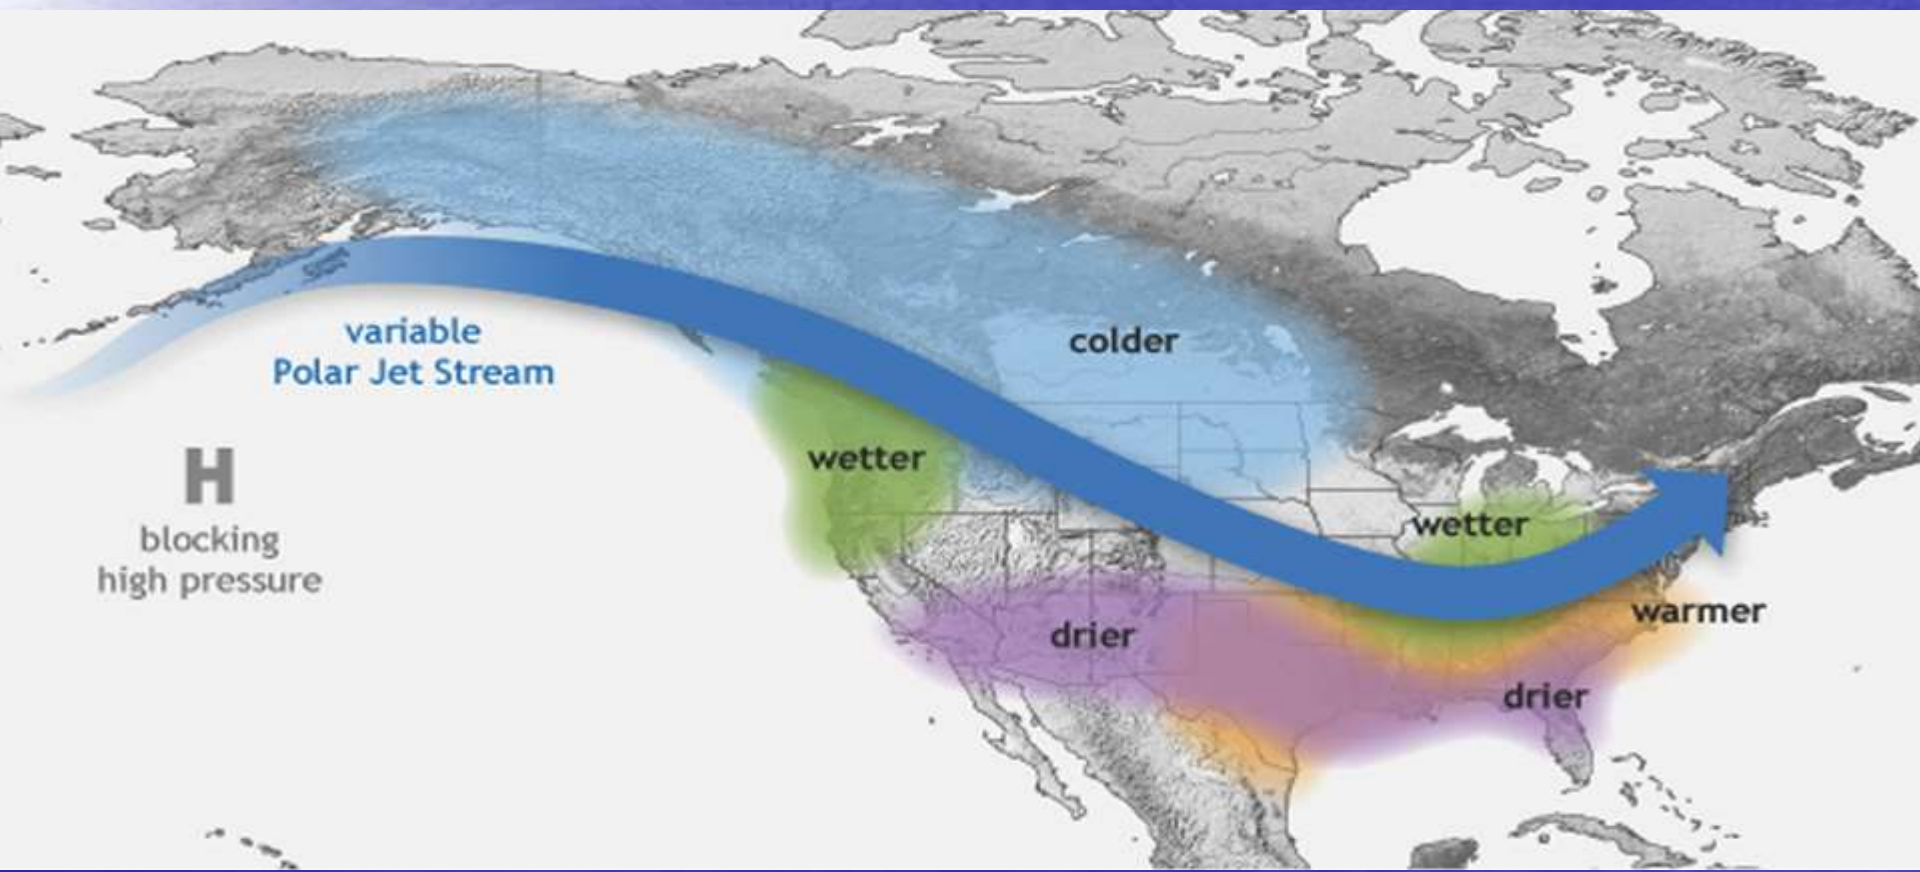 variable
Polar Jet Stream
colder
wetter
H
blocking
high pressure
wetter
drier
warmer
drier